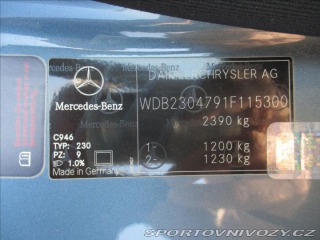 DAIMLERCHRYSLER AG
Mercedes-Benz
WDB2304791F115300
2390 kg
C946
TYP: 230
PZ: 9
1.0%
1- 1200 kg
2- 1230 kg
Made in Germany
SPORTOVNIVOZY.CZ